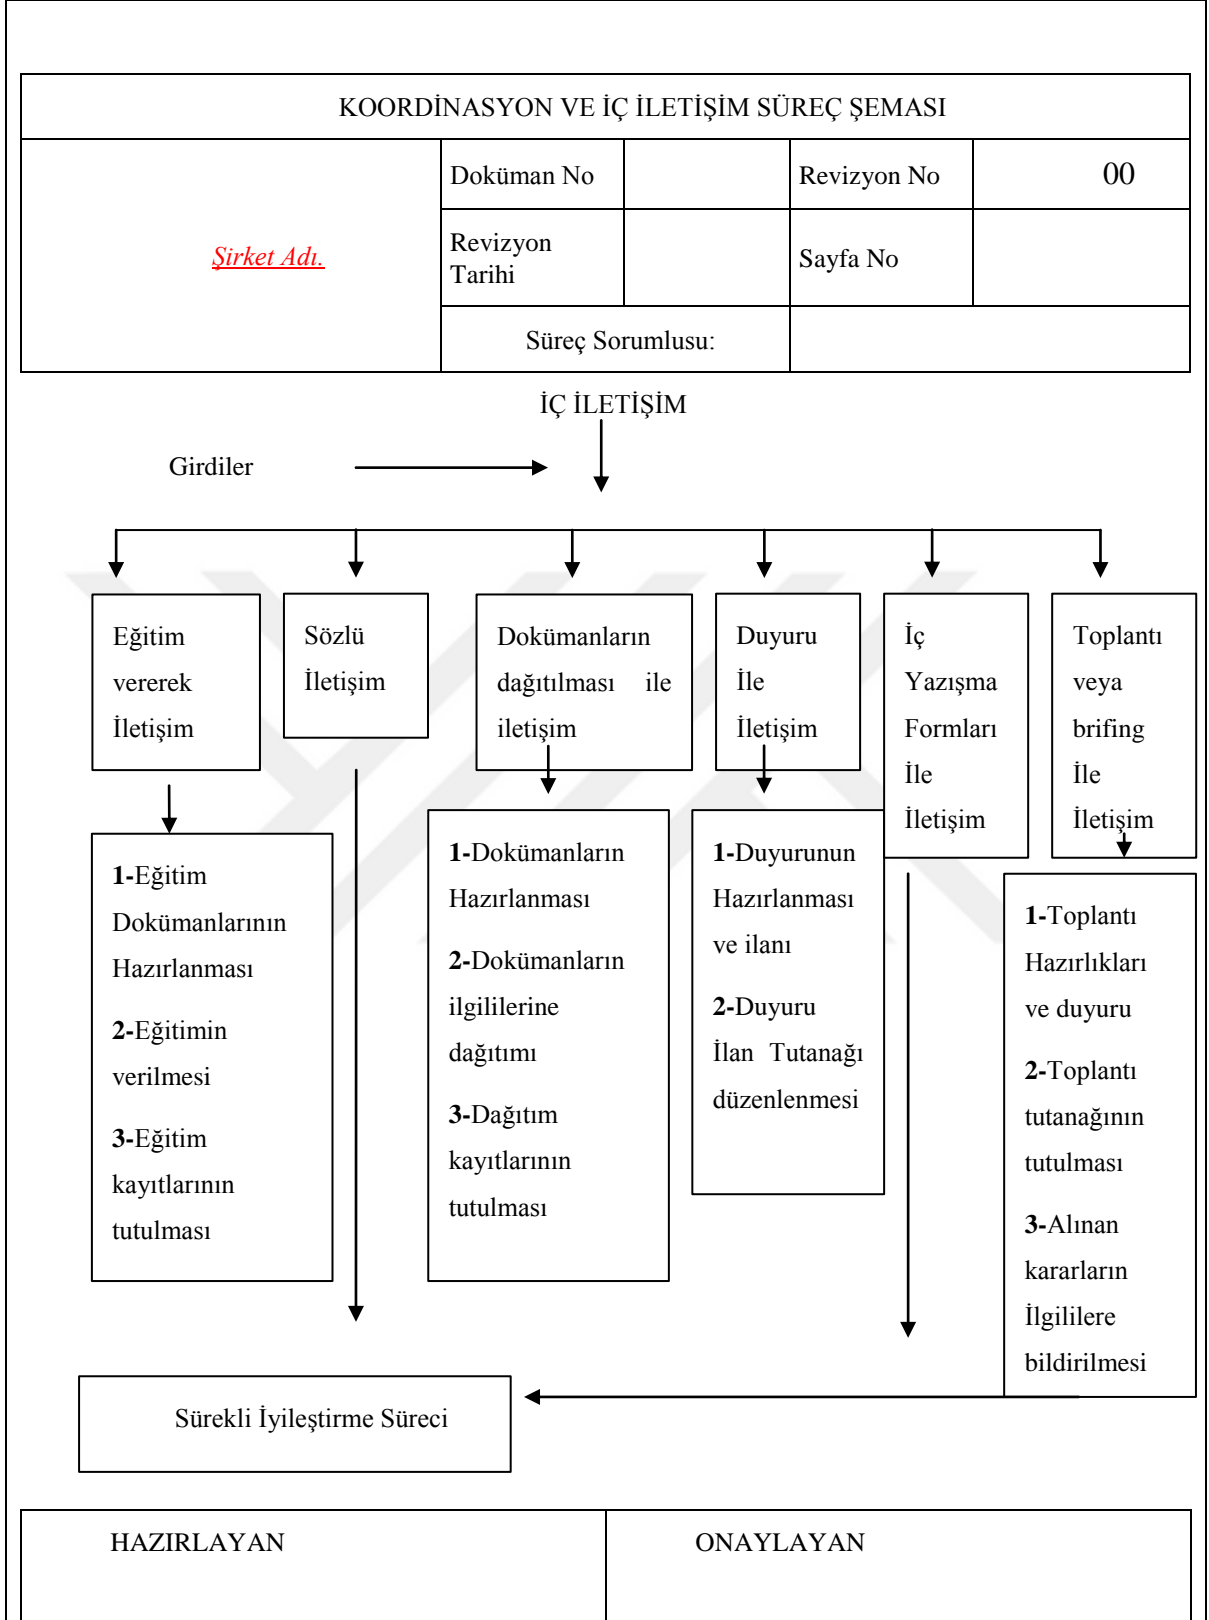 KOORDİNASYON VE İÇ İLETİŞİM SÜREÇ ŞEMASI
Şirket Adı.
Doküman No
Revizyon No
00
Revizyon
Tarihi
Sayfa No
Süreç Sorumlusu:
İÇ İLETİŞİM
Girdiler
Eğitim
vererek
İletişim
Sözlü
İletişim
Dokümanların
dağıtılması ile
iletişim
Duyuru
İle
İletişim
İç
Yazışma
Formları
İle
İletişim
Toplantı
veya
brifing
İle
İletişim
1-Eğitim
Dokümanlarının
Hazırlanması
2-Eğitimin
verilmesi
3-Eğitim
kayıtlarının
tutulması
1-Dokümanların
Hazırlanması
2-Dokümanların
ilgililerine
dağıtımı
3-Dağıtım
kayıtlarının
tutulması
1-Duyurunun
Hazırlanması
ve ilanı
2-Duyuru
İlan Tutanağı
düzenlenmesi
1-Toplantı
Hazırlıkları
ve duyuru
2-Toplantı
tutanağının
tutulması
3-Alınan
kararların
İlgililere
bildirilmesi
Sürekli İyileştirme Süreci
HAZIRLAYAN
ONAYLAYAN